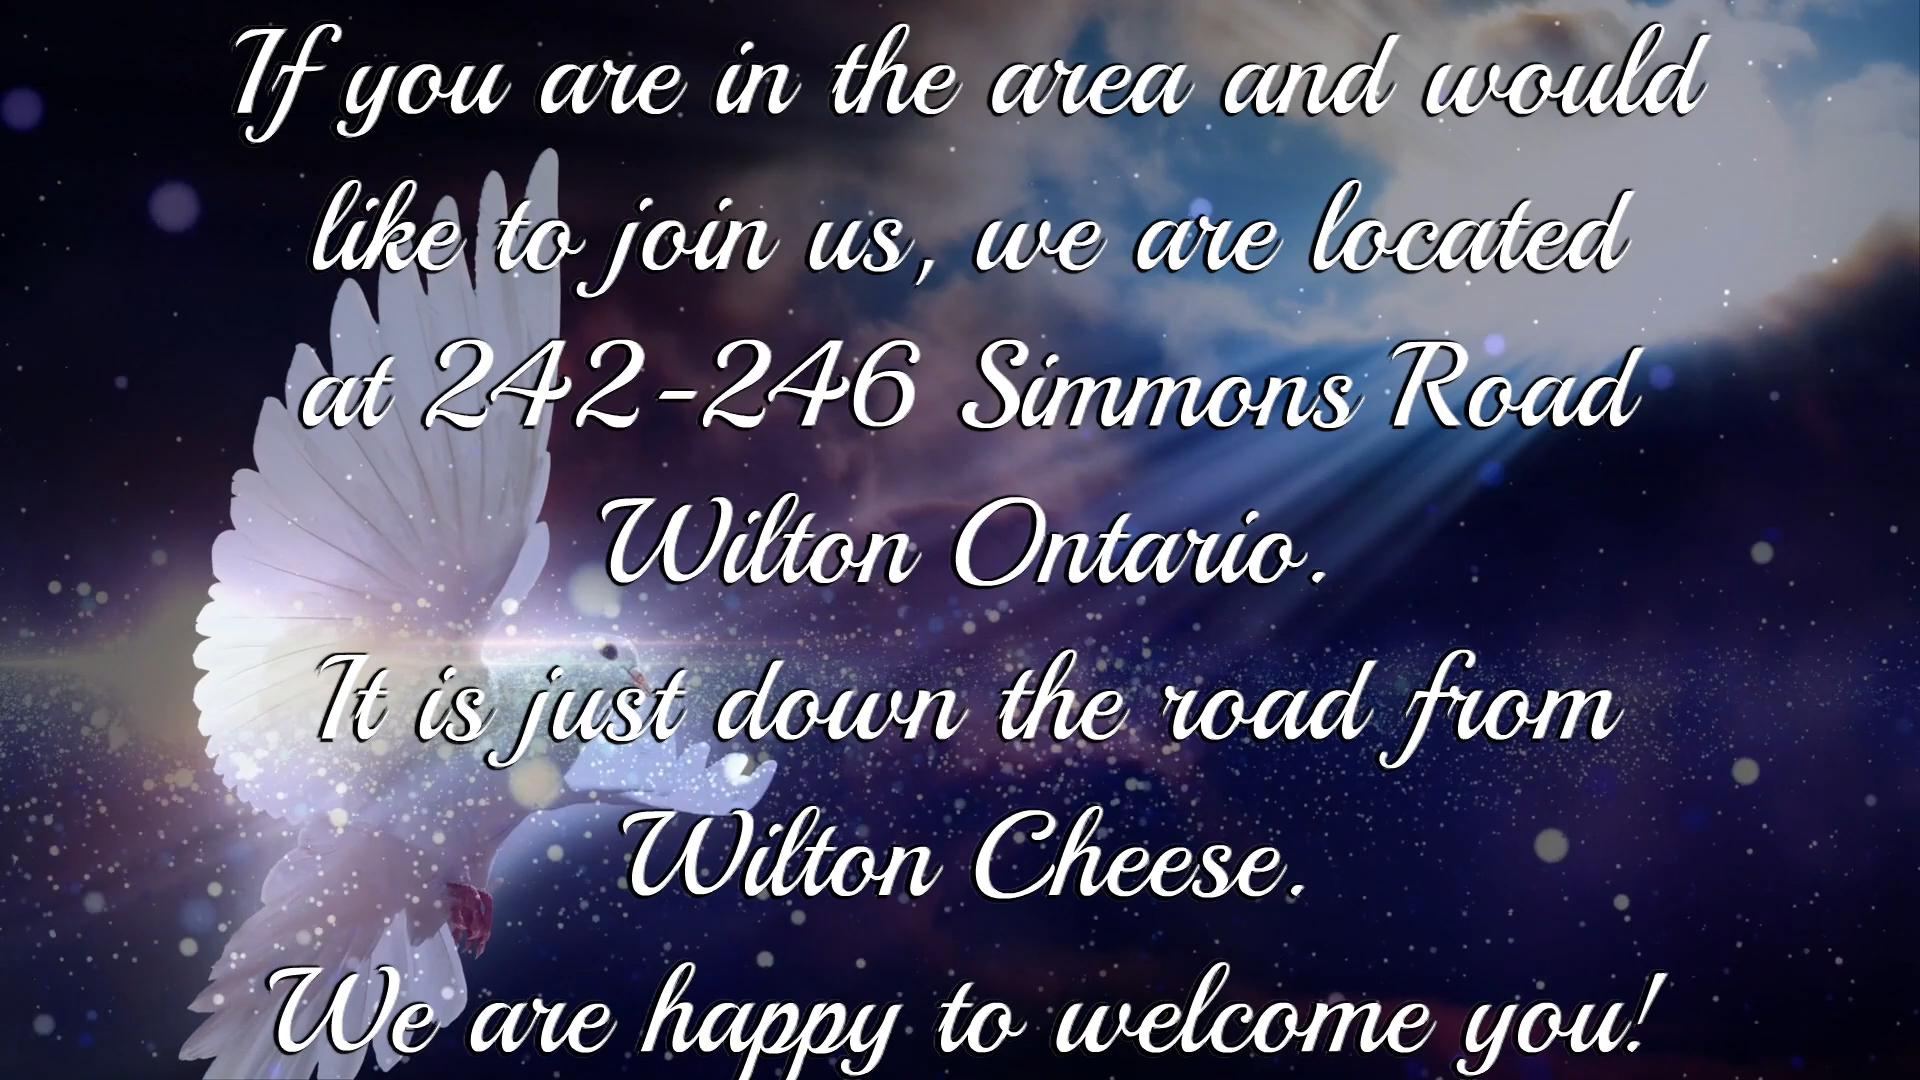 If you are in the area and would
like to join us, we are located
at 242-246 Simmons Road
Wilton Ontario.
It is just down the road from
Wilton Cheese.
We are happy to welcome you!